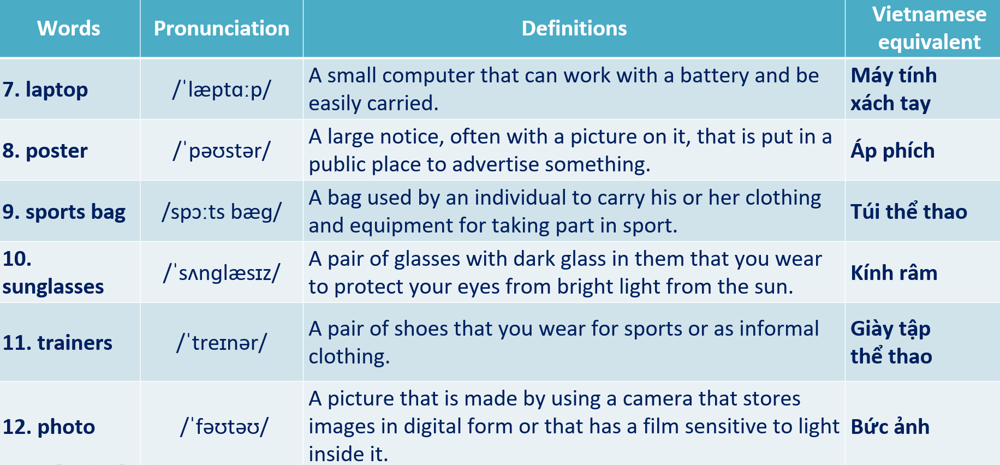 Words
Pronunciation
Definitions
Vietnamese
equivalent
7. laptop
/ˈlæptɑːp/
A small computer that can work with a battery and be
easily carried.
Máy tính
xách tay
8. poster
/ˈpəʊstər/
A large notice, often with a picture on it, that is put in a
public place to advertise something.
Áp phích
9. sports bag
/spɔːts bæg/
A bag used by an individual to carry his or her clothing
and equipment for taking part in sport.
Túi thể thao
10.
sunglasses
/ˈsʌnglæsɪz/
A pair of glasses with dark glass in them that you wear
to protect your eyes from bright light from the sun.
Kính râm
11. trainers
/ˈtreɪnər/
A pair of shoes that you wear for sports or as informal
clothing.
Giày tập
thể thao
12. photo
/ˈfəʊtəʊ/
A picture that is made by using a camera that stores
images in digital form or that has a film sensitive to light
inside it.
Bức ảnh